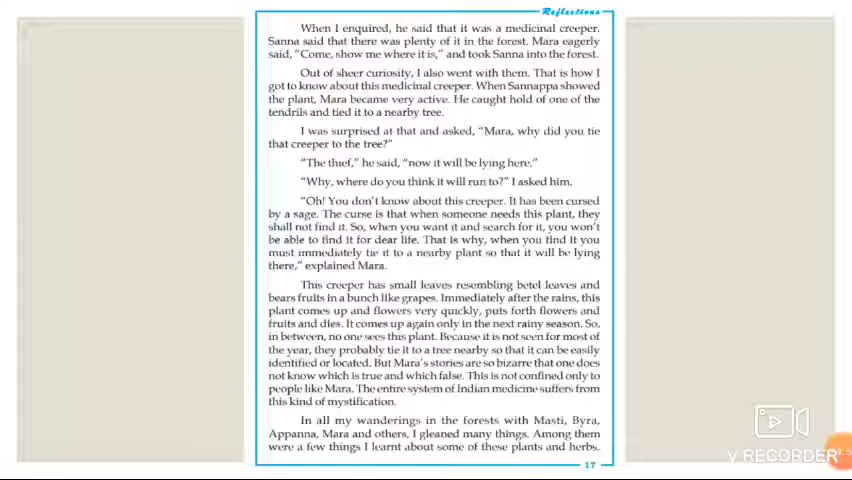 Reflections
When I enquired, he said that it was a medicinal creeper.
Sanna said that there was plenty of it in the forest. Mara eagerly
said, “Come, show me where it is,” and took Sanna into the forest.
Out of sheer curiosity, I also went with them. That is how I
got to know about this medicinal creeper. When Sannappa showed
the plant, Mara became very active. He caught hold of one of the
tendrils and tied it to a nearby tree.
I was surprised at that and asked, “Mara, why did you tie
that creeper to the tree?”
“The thief,” he said, “now it will be lying here.”
“Why, where do you think it will run to?” I asked him.
“Oh! You don’t know about this creeper. It has been cursed
by a sage. The curse is that when someone needs this plant, they
shall not find it. So, when you want it and search for it, you won’t
be able to find it for dear life. That is why, when you find it you
must immediately tie it to a nearby plant so that it will be lying
there,” explained Mara.
This creeper has small leaves resembling betel leaves and
bears fruits in a bunch like grapes. Immediately after the rains, this
plant comes up and flowers very quickly, puts forth flowers and
fruits and dies. It comes up again only in the next rainy season. So,
in between, no one sees this plant. Because it is not seen for most of
the year, they probably tie it to a tree nearby so that it can be easily
identified or located. But Mara’s stories are so bizarre that one does
not know which is true and which false. This is not confined only to
people like Mara. The entire system of Indian medicine suffers from
this kind of mystification.
In all my wanderings in the forests with Masti, Byra,
Appanna, Mara and others, I gleaned many things. Among them
were a few things I learnt about some of these plants and herbs.
17
V RECORDER